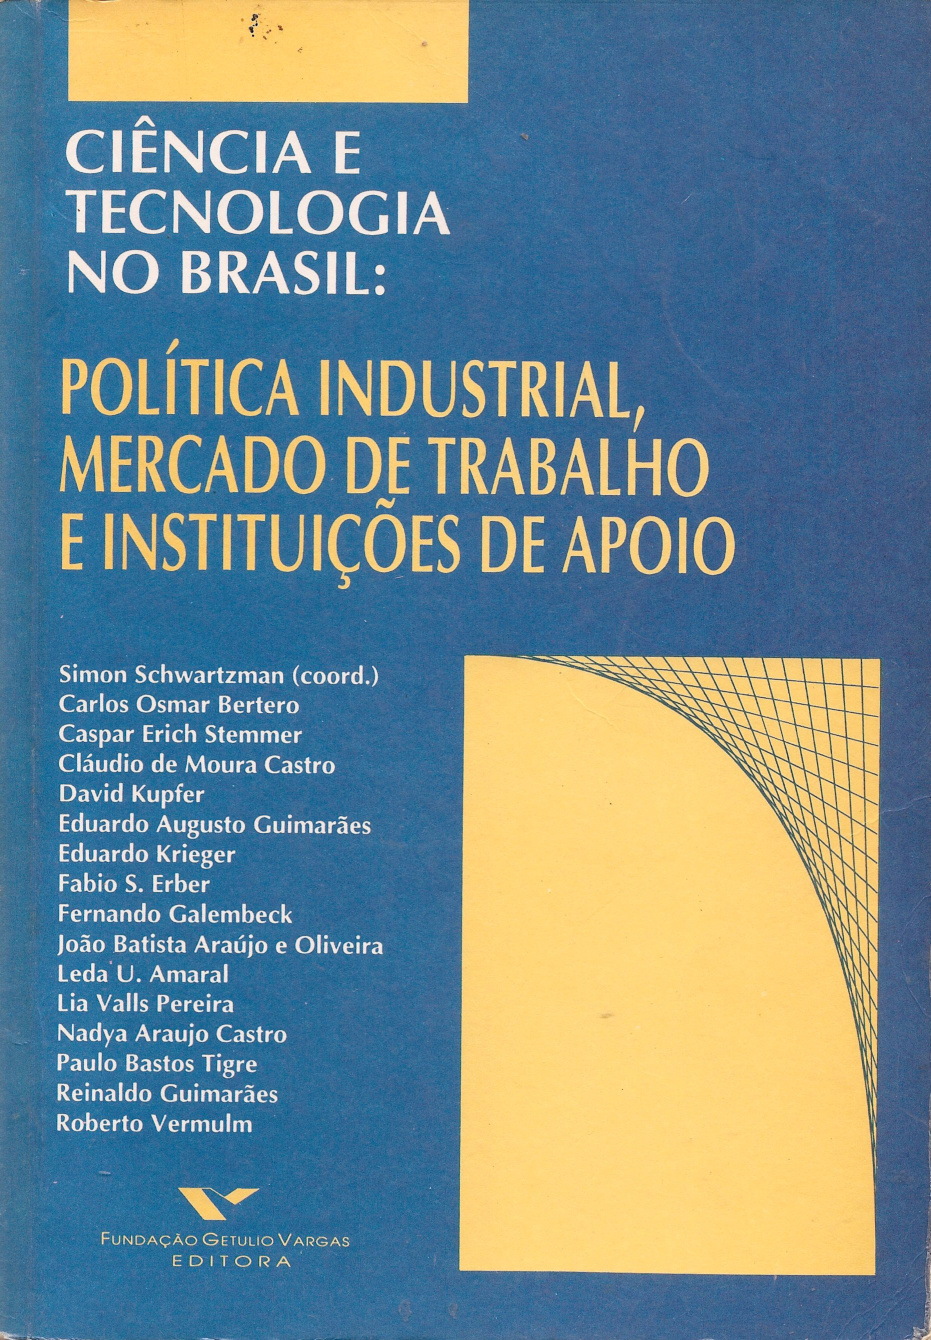 CIÊNCIA E
TECNOLOGIA
NO BRASIL:
POLÍTICA INDUSTRIAL,
MERCADO DE TRABALHO
E INSTITUIÇÕES DE APOIO
Simon Schwartzman (coord.)
Carlos Osmar Bertero
Caspar Erich Stemmer
Cláudio de Moura Castro
David Kupfer
Eduardo Augusto Guimarães
Eduardo Krieger
Fabio S. Erber
Fernando Galembeck
João Batista Araújo e Oliveira
Leda U. Amaral
Lia Valls Pereira
Nadya Araujo Castro
Paulo Bastos Tigre
Reinaldo Guimarães
Roberto Vermulm
FUNDAÇÃO GETULIO VARGAS
EDITORA